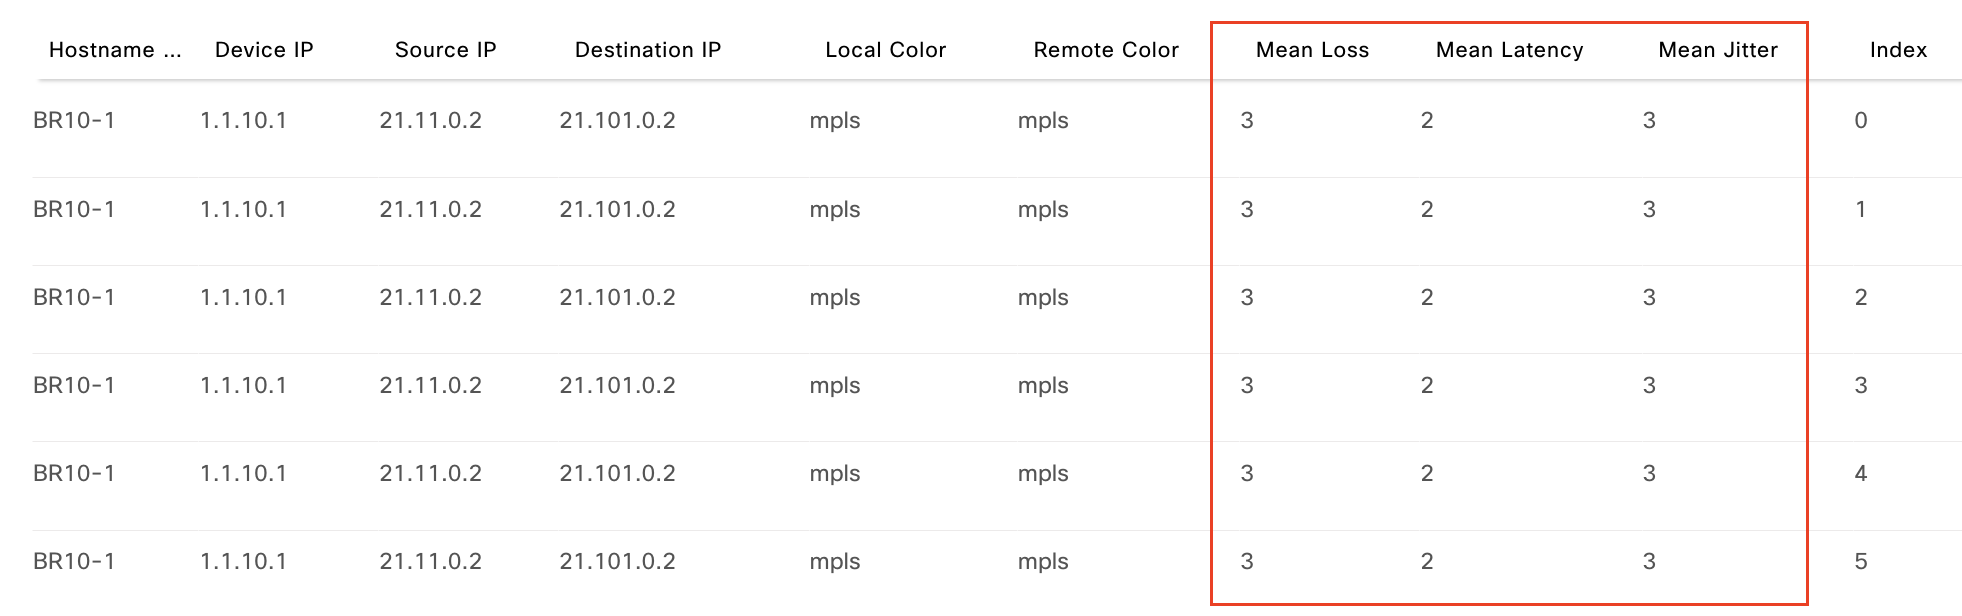 Hostname ... Device IP Source IP Destination IP Local Color Remote Color Mean Loss Mean Latency Mean Jitter Index
BR10-1 1.1.10.1 21.11.0.2 21.101.0.2 mpls mpls 3 2 3 0
BR10-1 1.1.10.1 21.11.0.2 21.101.0.2 mpls mpls 3 2 3 1
BR10-1 1.1.10.1 21.11.0.2 21.101.0.2 mpls mpls 3 2 3 2
BR10-1 1.1.10.1 21.11.0.2 21.101.0.2 mpls mpls 3 2 3 3
BR10-1 1.1.10.1 21.11.0.2 21.101.0.2 mpls mpls 3 2 3 4
BR10-1 1.1.10.1 21.11.0.2 21.101.0.2 mpls mpls 3 2 3 5